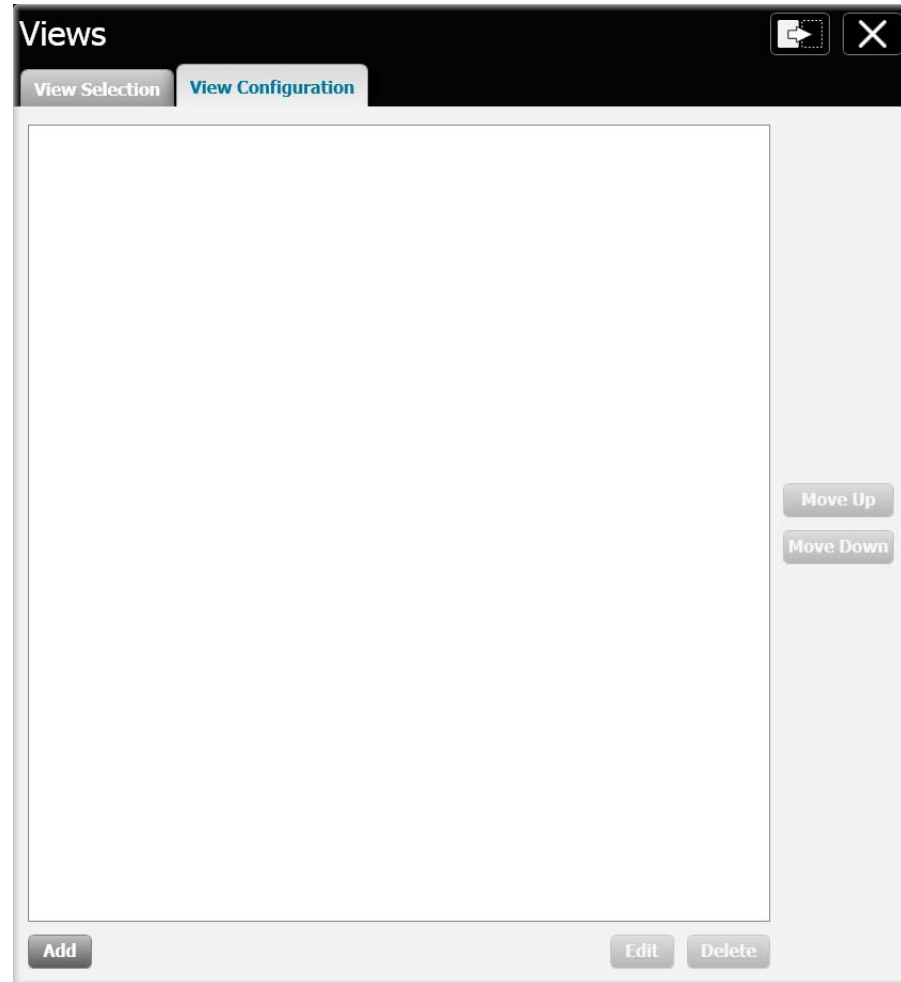 Views
View Selection
View Configuration
Move Up
Move Down
Add
Edit
Delete